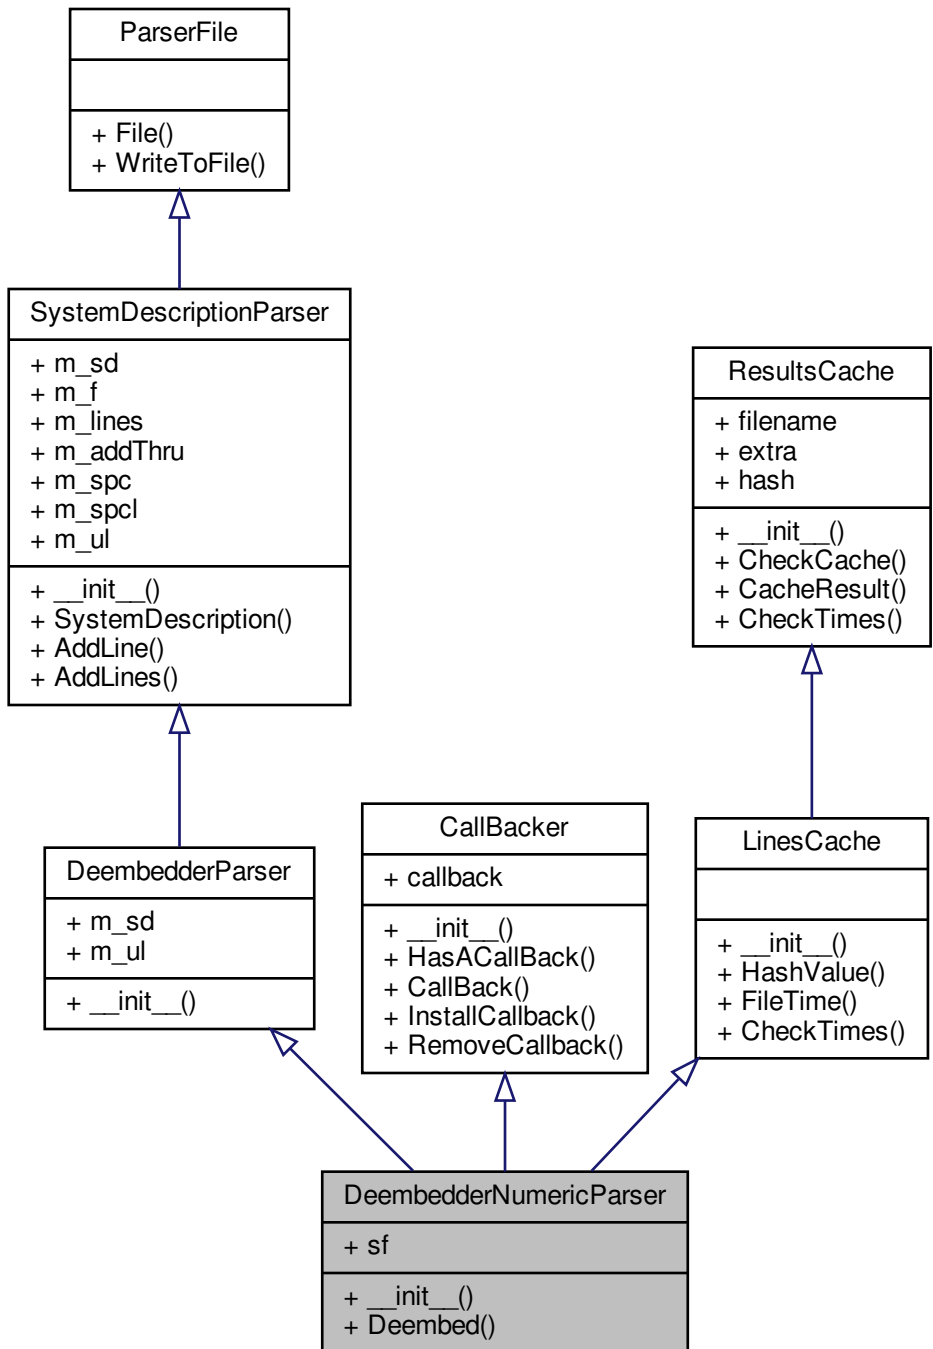 ParserFile
+ File()
+ WriteToFile()
SystemDescriptionParser
+ m_sd
+ m_f
+ m_lines
+ m_addThru
+ m_spc
+ m_spcl
+ m_ul
+ __init__()
+ SystemDescription()
+ AddLine()
+ AddLines()
ResultsCache
+ filename
+ extra
+ hash
+ __init__()
+ CheckCache()
+ CacheResult()
+ CheckTimes()
DeembedderParser
+ m_sd
+ m_ul
+ __init__()
CallBacker
+ callback
+ __init__()
+ HasACallBack()
+ CallBack()
+ InstallCallback()
+ RemoveCallback()
LinesCache
+ __init__()
+ HashValue()
+ FileTime()
+ CheckTimes()
DeembedderNumericParser
+ sf
+ __init__()
+ Deembed()